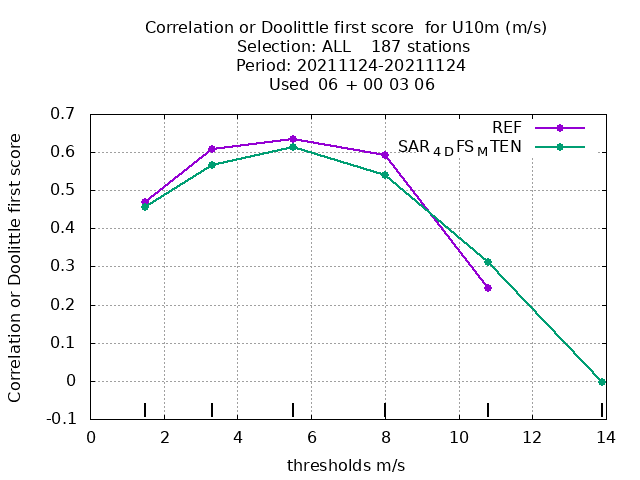 Correlation or Doolittle first score  for U10m (m/s)
Selection: ALL    187 stations
Period: 20211124-20211124
Used  06 + 00 03 06
Correlation or Doolittle first score
0.7
0.6
0.5
0.4
0.3
0.2
0.1
0
-0.1
REF
SAR₄DFSMTEN
0 2 4 6 8 10 12 14
thresholds m/s